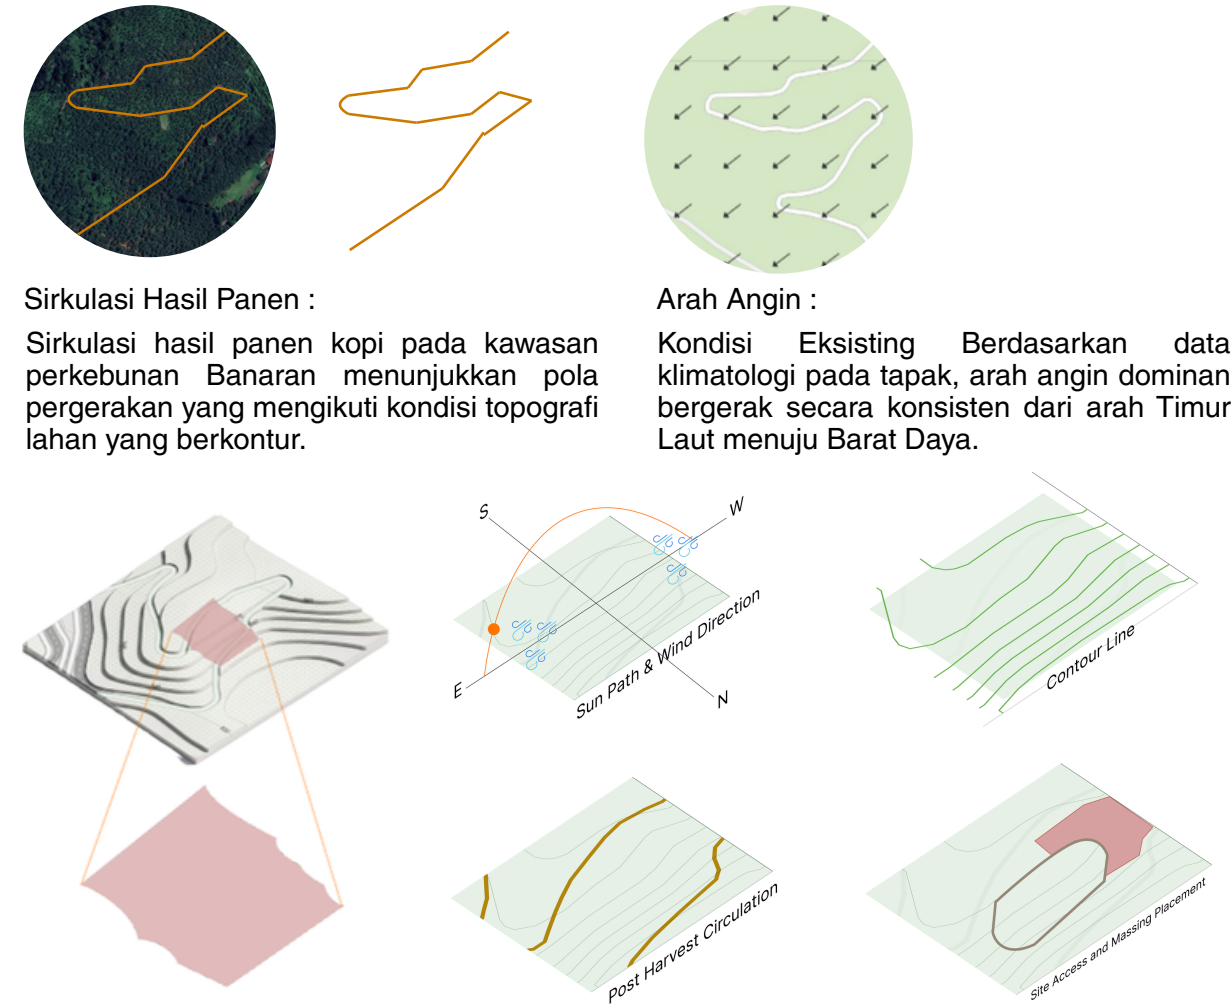 Sirkulasi Hasil Panen :
Sirkulasi hasil panen kopi pada kawasan
perkebunan Banaran menunjukkan pola
pergerakan yang mengikuti kondisi topografi
lahan yang berkontur.
Arah Angin :
Kondisi Eksisting Berdasarkan data
klimatologi pada tapak, arah angin dominan
bergerak secara konsisten dari arah Timur
Laut menuju Barat Daya.
S
W
E
N
Sun Path & Wind Direction
Contour Line
Post Harvest Circulation
Site Access and Massing Placement